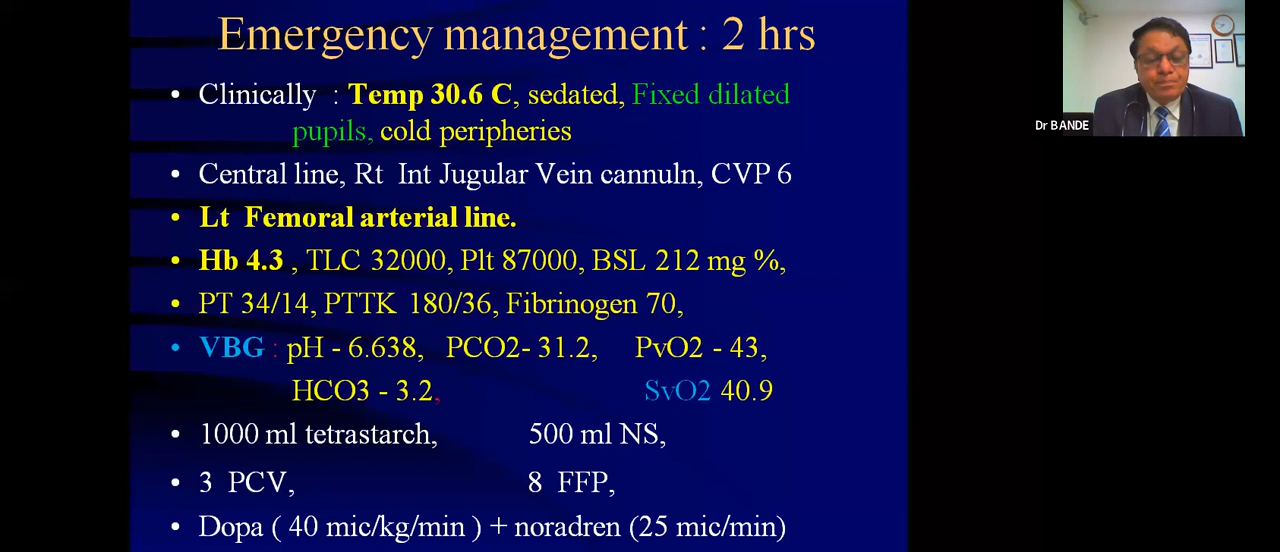 Emergency management : 2 hrs
• Clinically : Temp 30.6 C, sedated, Fixed dilated
pupils, cold peripheries
• Central line, Rt Int Jugular Vein cannuln, CVP 6
• Lt Femoral arterial line.
• Hb 4.3 , TLC 32000, Plt 87000, BSL 212 mg %,
• PT 34/14, PTTK 180/36, Fibrinogen 70,
• VBG : pH - 6.638, PCO2- 31.2, PvO2 - 43,
HCO3 - 3.2, SvO2 40.9
• 1000 ml tetrastarch, 500 ml NS,
• 3 PCV, 8 FFP,
• Dopa ( 40 mic/kg/min ) + noradren (25 mic/min)
Dr BANDE